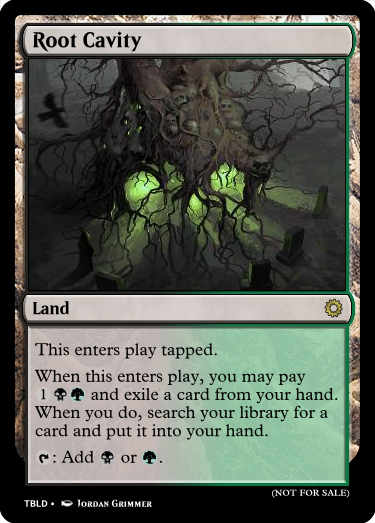 Root Cavity
Land
This enters play tapped.
When this enters play, you may pay
1 and exile a card from your hand.
When you do, search your library for a
card and put it into your hand.
: Add or .
(NOT FOR SALE)
TBLD • JORDAN GRIMMER